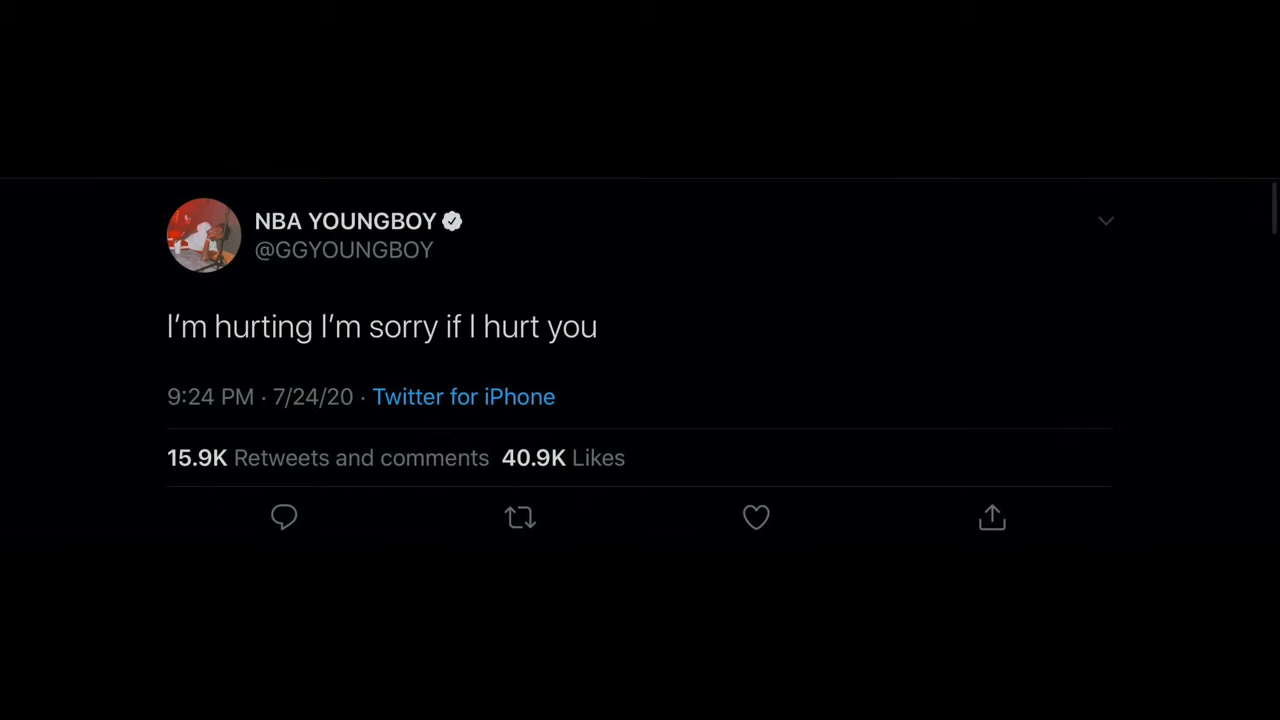 NBA YOUNGBOY
@GGYOUNGBOY
I’m hurting I’m sorry if I hurt you
9:24 PM · 7/24/20 · Twitter for iPhone
15.9K Retweets and comments 40.9K Likes